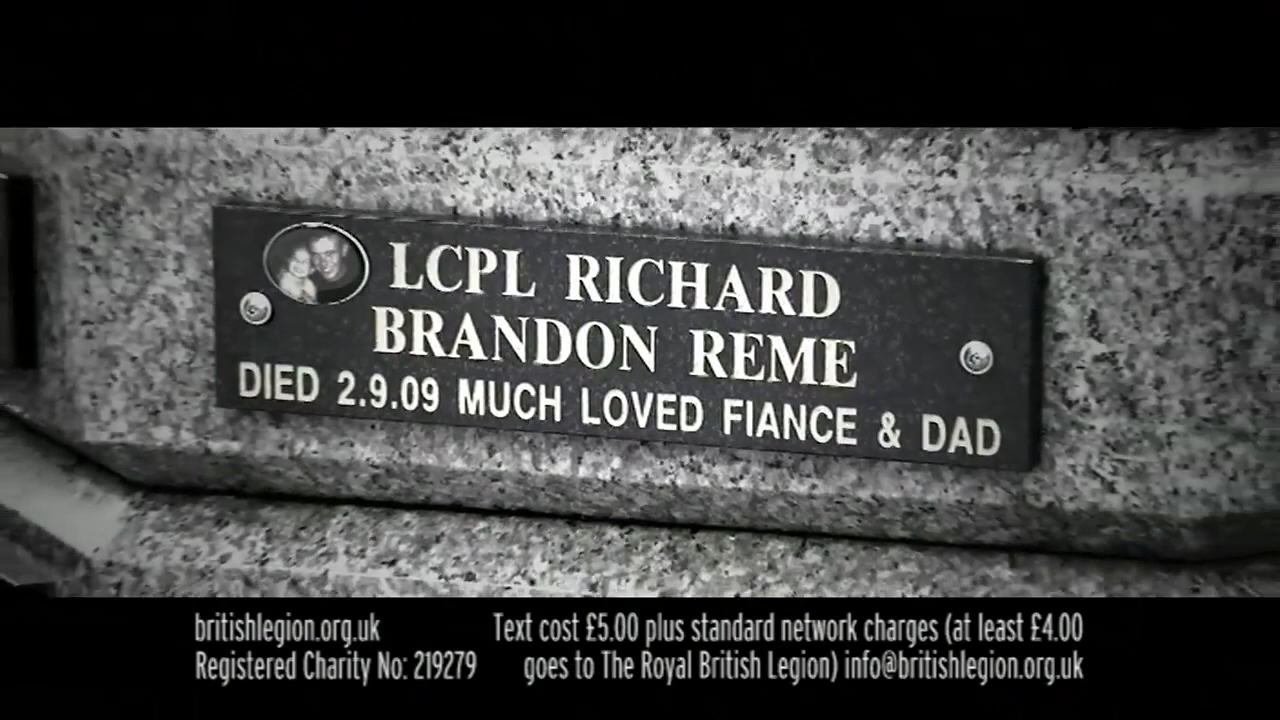 LCPL RICHARD
BRANDON REME
DIED 2.9.09 MUCH LOVED FIANCE & DAD
britishlegion.org.uk
Registered Charity No: 219279
Text cost £5.00 plus standard network charges (at least £4.00
goes to The Royal British Legion) info@britishlegion.org.uk